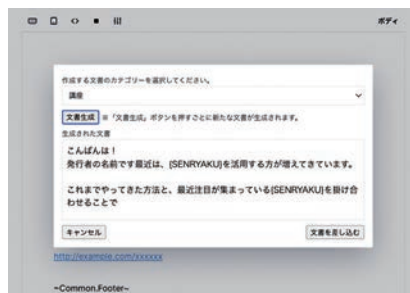 ボディ
作成する文書のカテゴリーを選択してください。
講座
文書生成 ※「文書生成」ボタンを押すごとに新たな文書が生成されます。
生成された文書
こんばんは！
発行者の名前です最近は、{SENRYAKU}を活用する方が増えてきています。
これまでやってきた方法と、最近注目が集まっている{SENRYAKU}を掛け合
わせることで
キャンセル 文書を差し込む
http://example.com/xxxxxx
~Common.Footer~